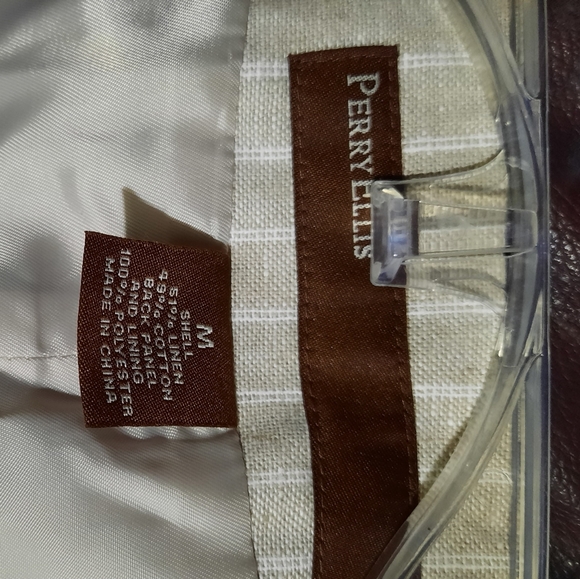 PERRY ELLIS
M
SHELL
51% LINEN
49% COTTON
BACK PANEL
AND LINING
100% POLYESTER
MADE IN CHINA